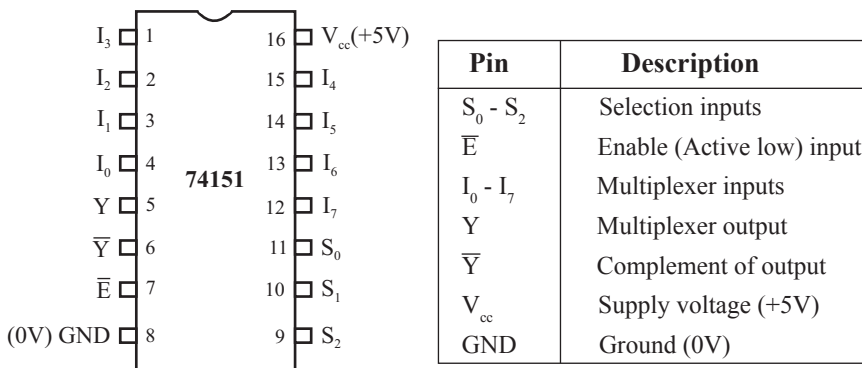 I₃ 1 16 V_cc(+5V)
I₂ 2 15 I₄
I₁ 3 14 I₅
I₀ 4 13 I₆
74151
Y 5 12 I₇
Y̅ 6 11 S₀
E̅ 7 10 S₁
(0V) GND 8 9 S₂
Pin Description
S₀ - S₂ Selection inputs
E̅ Enable (Active low) input
I₀ - I₇ Multiplexer inputs
Y Multiplexer output
Y̅ Complement of output
V_cc Supply voltage (+5V)
GND Ground (0V)